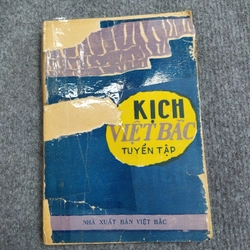 KỊCH
VIỆT BẮC
TUYỂN TẬP
NHÀ XUẤT BẢN VIỆT BẮC